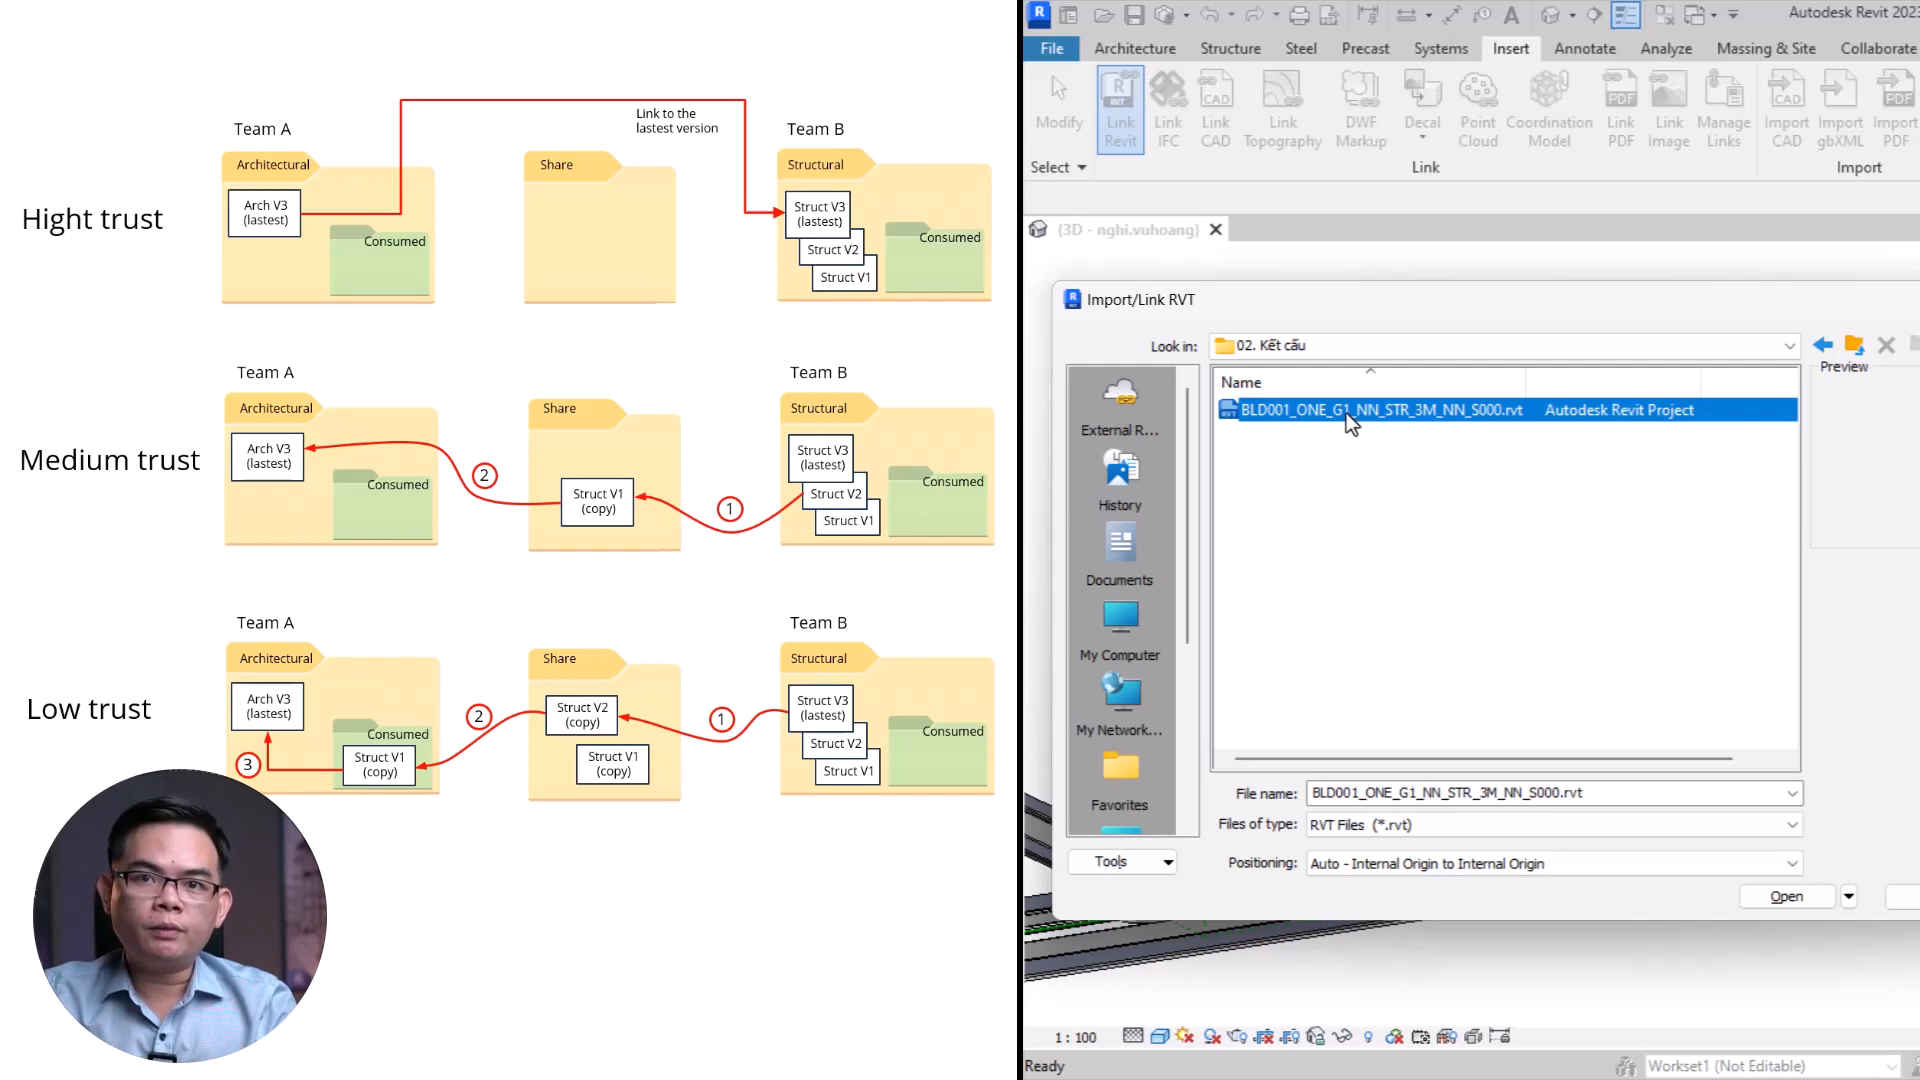 Link to the
lastest version
Team A
Team B
Architectural
Share
Structural
Arch V3
(lastest)
Struct V3
(lastest)
Struct V2
Struct V1
Consumed
Consumed
Hight trust
Team A
Team B
Architectural
Share
Structural
Arch V3
(lastest)
Struct V3
(lastest)
Struct V2
Struct V1
Struct V1
(copy)
Consumed
Consumed
2
1
Medium trust
Team A
Team B
Architectural
Share
Structural
Arch V3
(lastest)
Struct V2
(copy)
Struct V1
(copy)
Struct V3
(lastest)
Struct V2
Struct V1
Consumed
Struct V1
(copy)
Consumed
3
2
1
Low trust
Autodesk Revit 2023
File
Architecture
Structure
Steel
Precast
Systems
Insert
Annotate
Analyze
Massing & Site
Collaborate
Modify
Link
Revit
Link
IFC
Link
CAD
Link
Topography
DWF
Markup
Decal
Point
Cloud
Coordination
Model
Link
PDF
Link
Image
Manage
Links
Import
CAD
Import
gbXML
Import
PDF
Select
Link
Import
{3D - nghi.vuhoang}
Import/Link RVT
Look in:
02. Kết cấu
Preview
Name
BLD001_ONE_G1_NN_STR_3M_NN_S000.rvt
Autodesk Revit Project
External R...
History
Documents
My Computer
My Network...
Favorites
File name:
BLD001_ONE_G1_NN_STR_3M_NN_S000.rvt
Files of type:
RVT Files (*.rvt)
Tools
Positioning:
Auto - Internal Origin to Internal Origin
Open
1 : 100
Ready
Workset1 (Not Editable)